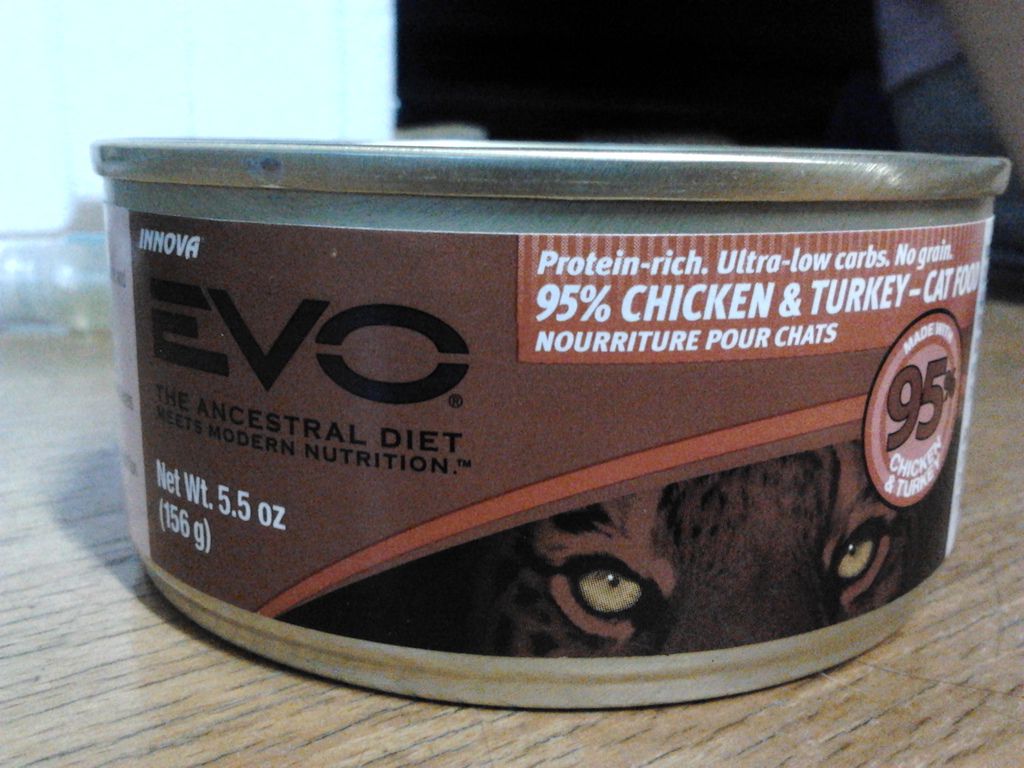 INNOVA
EVO®
THE ANCESTRAL DIET
MEETS MODERN NUTRITION.™
Net Wt. 5.5 oz
(156 g)
Protein-rich. Ultra-low carbs. No grain.
95% CHICKEN & TURKEY – CAT FOOD
NOURRITURE POUR CHATS
MADE WITH
95%
CHICKEN
& TURKEY